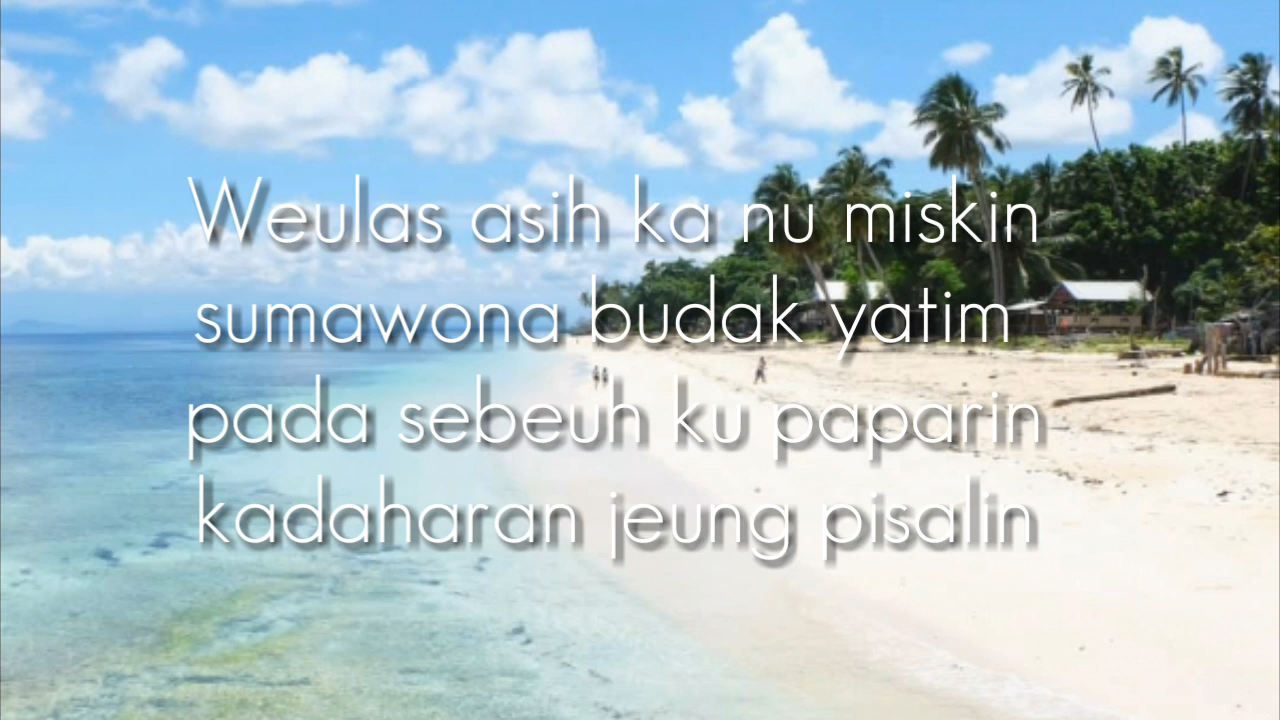 Weulas asih ka nu miskin
sumawona budak yatim
pada sebeuh ku paparin
kadaharan jeung pisalin